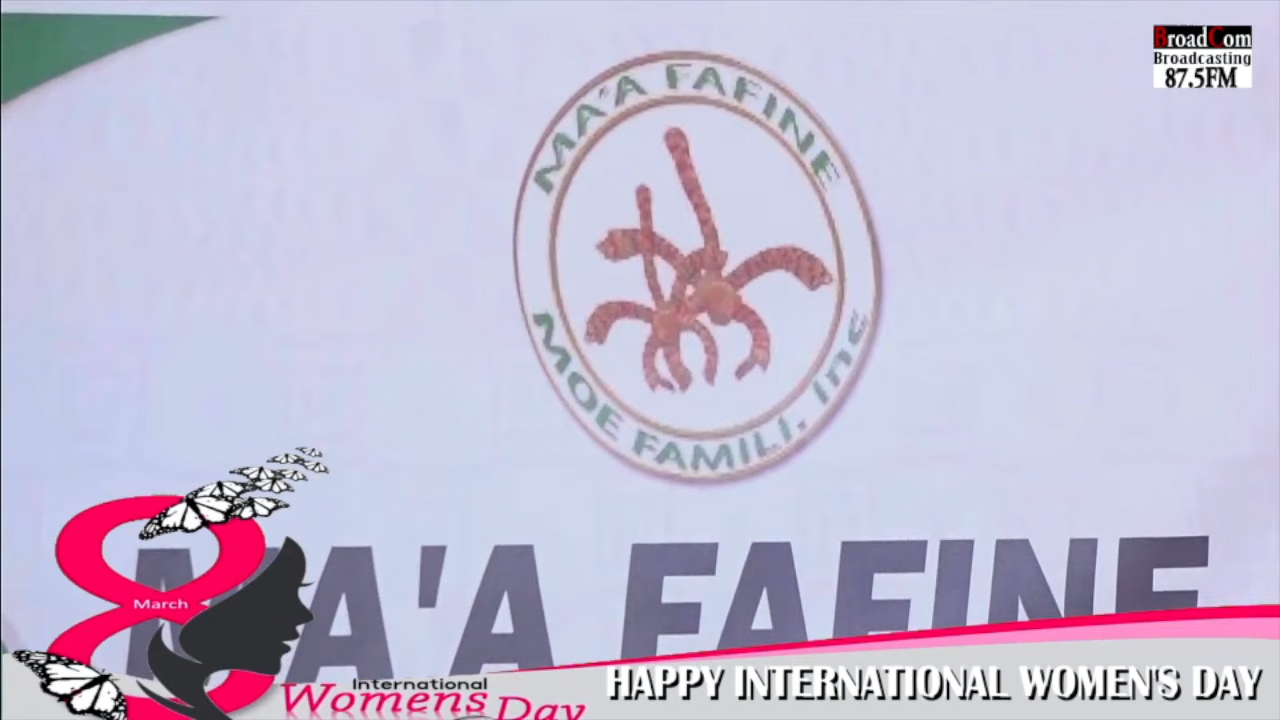 BroadCom
Broadcasting
87.5FM
MA'A FAFINE
MOE FAMILI, Inc
MA'A FAFINE
8
March
International
Womens Day
HAPPY INTERNATIONAL WOMEN'S DAY